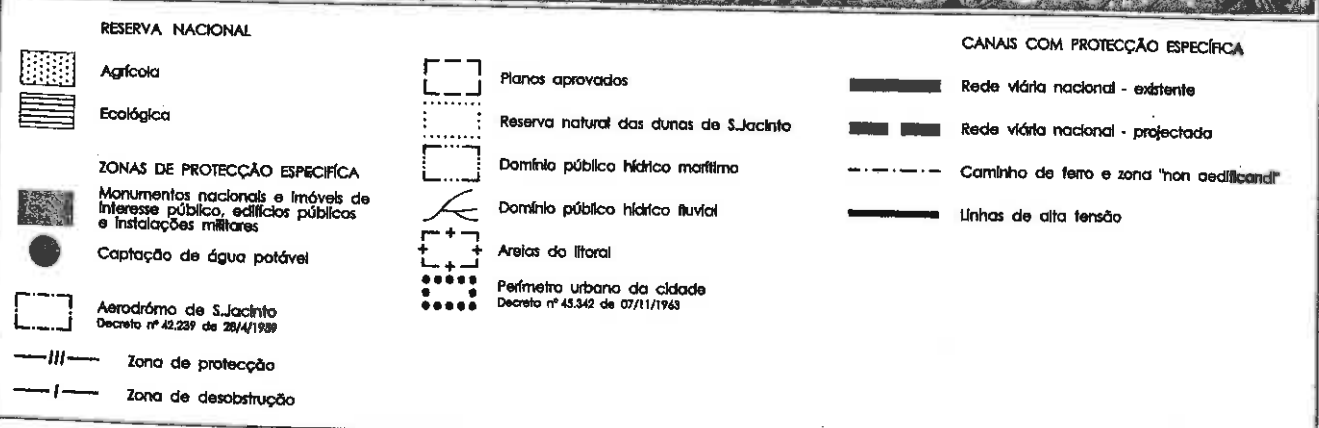 RESERVA NACIONAL
Agrícola
Ecológica
ZONAS DE PROTECÇÃO ESPECIFÍCA
Monumentos nacionais e Imóveis de
Interesse público, edifícios públicos
e instalações militares
Captação de água potável
Aeródrómo de S.Jacinto
Decreto nº 42.239 de 28/4/1959
Zona de protecção
Zona de desobstrução
Planos aprovados
Reserva natural das dunas de S.Jacinto
Domínio público hídrico marítimo
Domínio público hídrico fluvial
Areias do litoral
Perímetro urbano da cidade
Decreto nº 45.342 de 07/11/1963
CANAIS COM PROTECÇÃO ESPECÍFICA
Rede viária nacional - existente
Rede viária nacional - projectada
Caminho de ferro e zona "non aedificandi"
Linhas de alta tensão